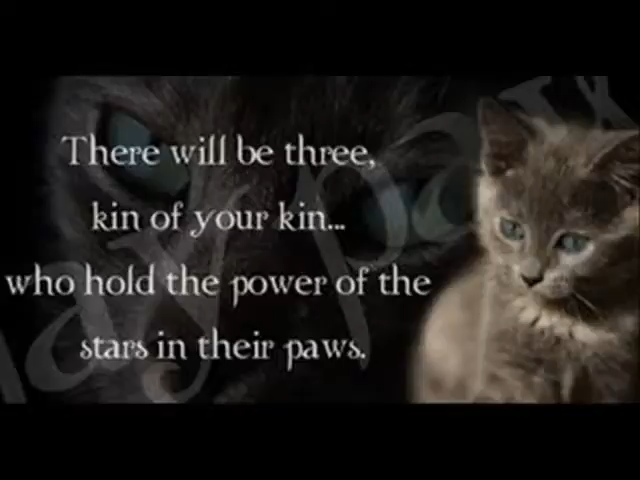 There will be three,
kin of your kin...
who hold the power of the
stars in their paws.